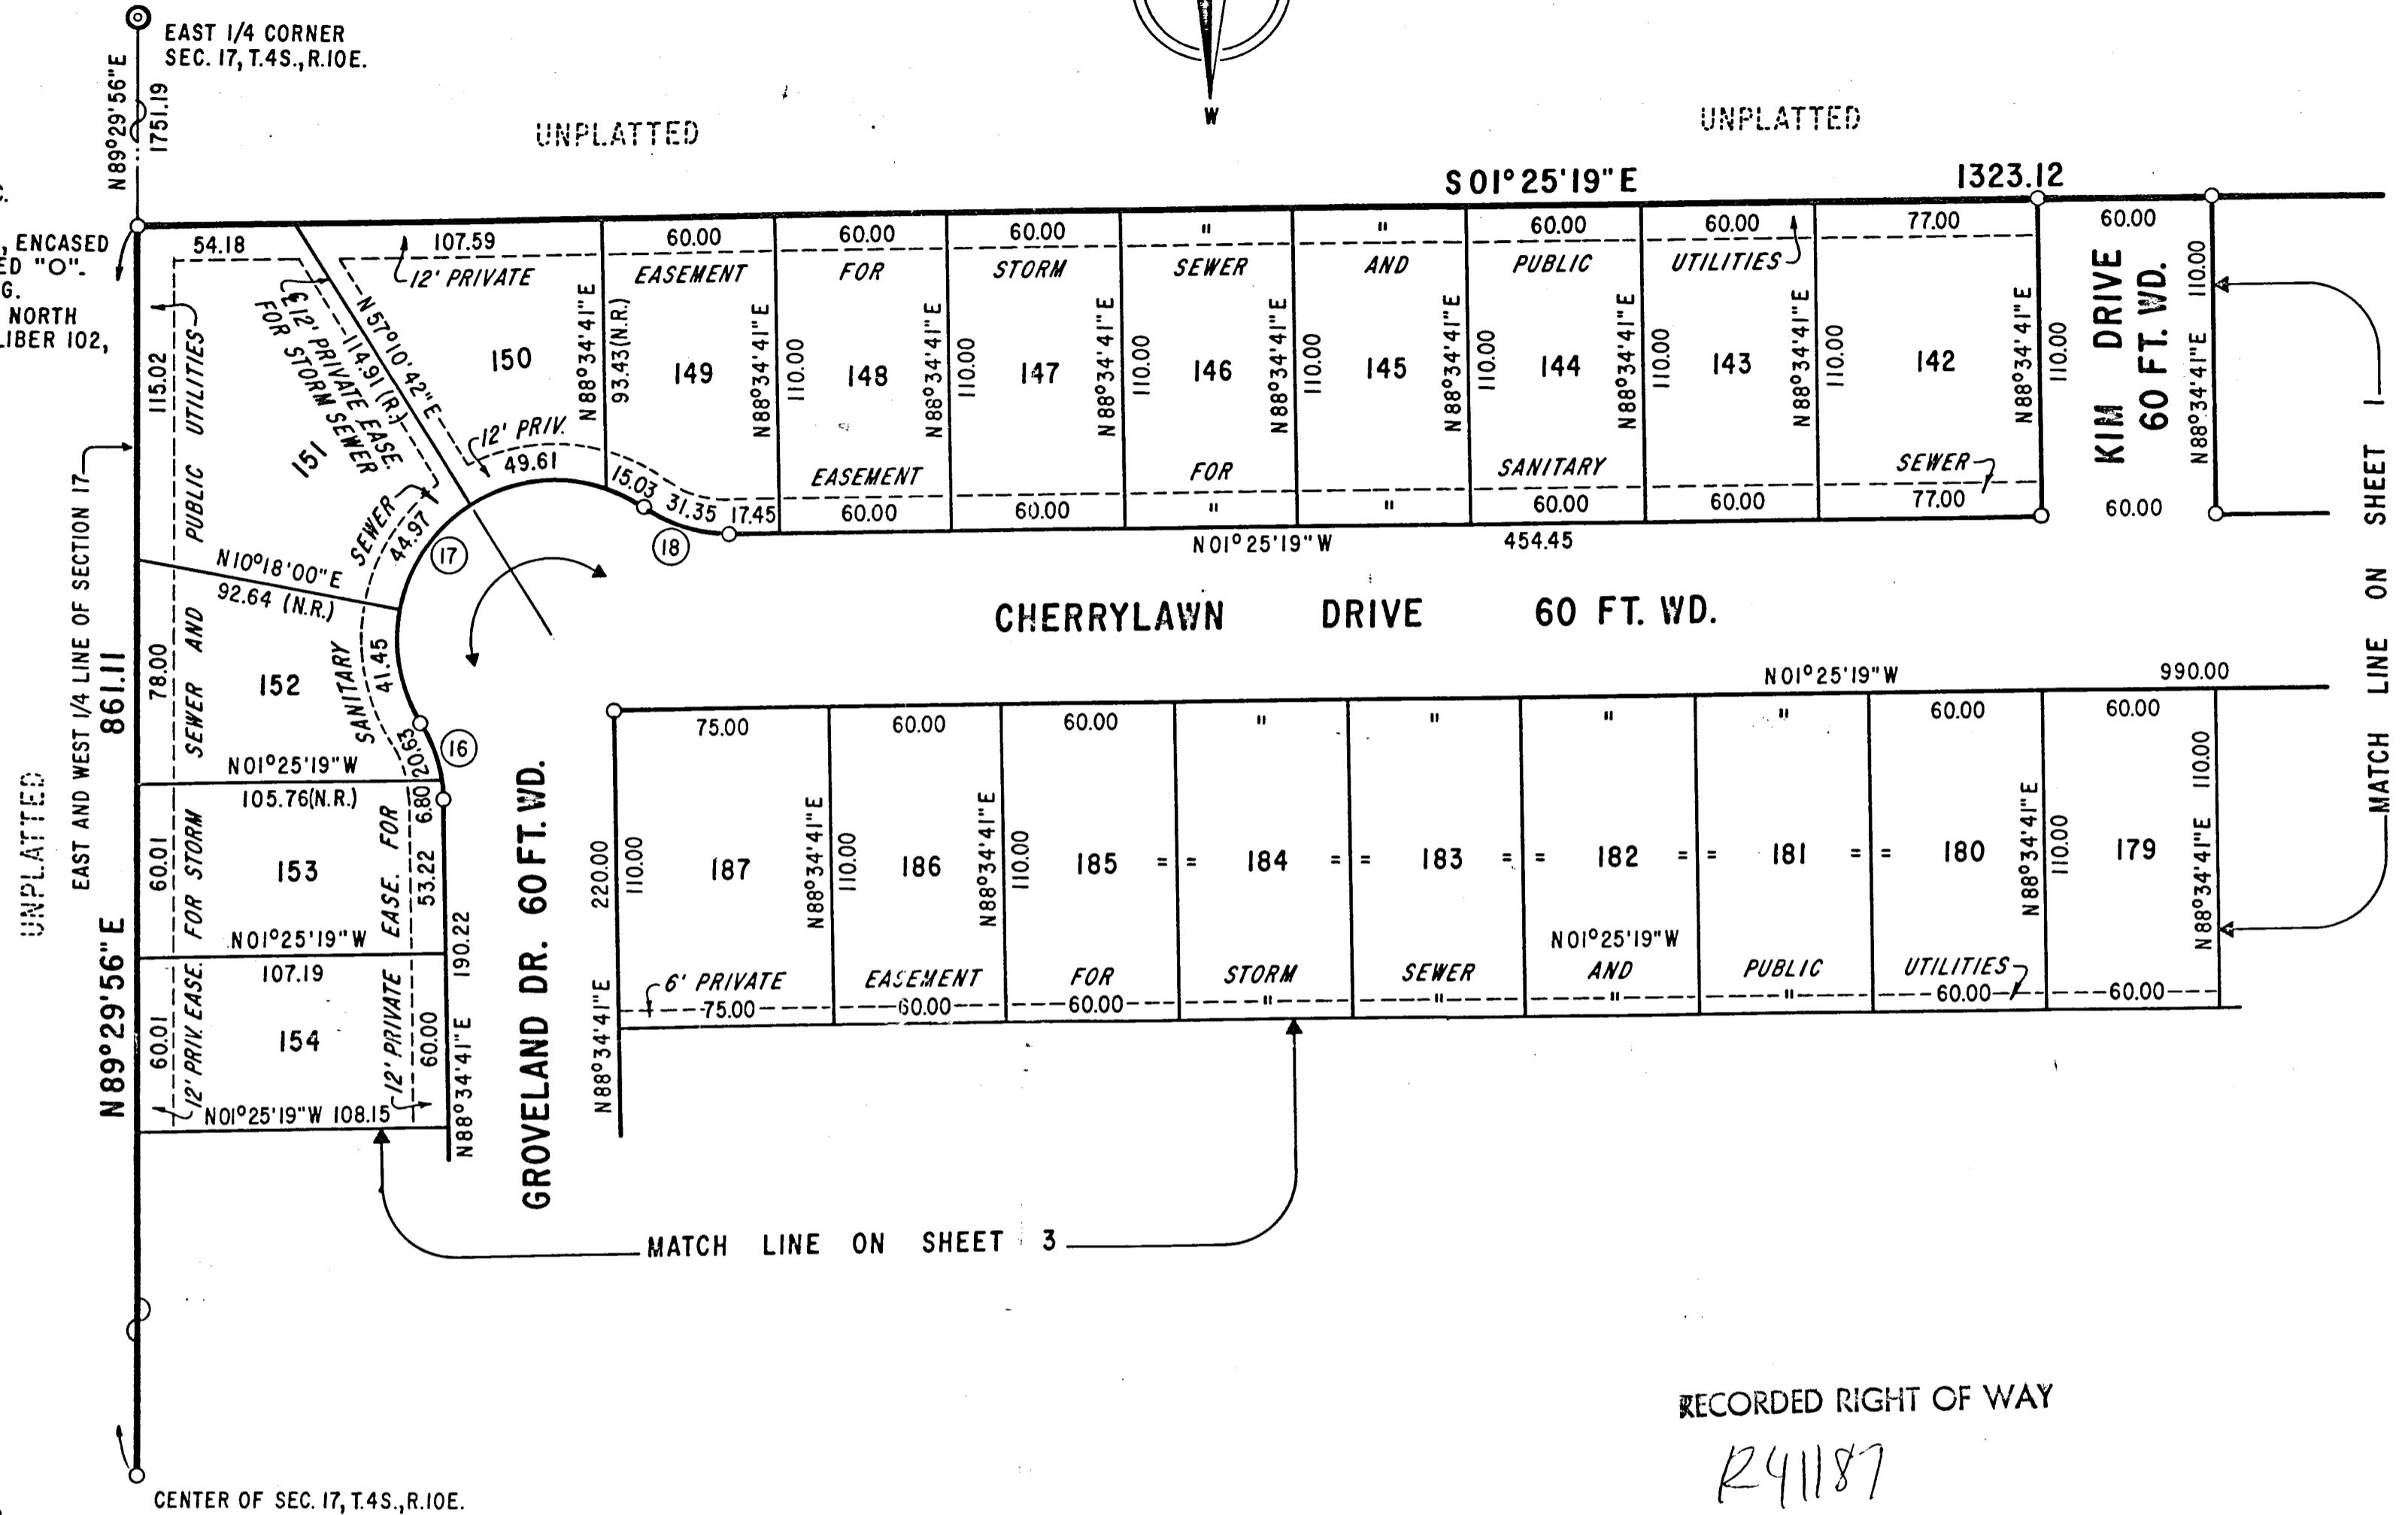 EAST 1/4 CORNER
SEC. 17, T.4S., R.10E.
N89°29'56"E
1751.19
W
UNPLATTED
UNPLATTED
S01°25'19"E 1323.12
, ENCASED
ED "O".
G.
NORTH
LIBER 102,
54.18 107.59 60.00 60.00 60.00 " " 60.00 60.00 77.00 60.00
12' PRIVATE EASEMENT FOR STORM SEWER AND PUBLIC UTILITIES
115.02
PUBLIC UTILITIES
℄ 12' PRIVATE EASE.
FOR STORM SEWER
N57°10'42"E
114.91 (R.)
151
150
N88°34'41"E
93.43(N.R.)
149
N88°34'41"E
110.00
148
N88°34'41"E
110.00
147
N88°34'41"E
110.00
146
N88°34'41"E
110.00
145
N88°34'41"E
110.00
144
N88°34'41"E
110.00
143
N88°34'41"E
110.00
142
N88°34'41"E
110.00
KIM DRIVE
60 FT. WD.
N88°34'41"E 110.00
12' PRIV. EASEMENT FOR SANITARY SEWER
49.61 15.03 31.35 17.45 60.00 60.00 " " 60.00 60.00 77.00 60.00
18
N01°25'19"W 454.45
SEWER
44.97
17
N10°18'00"E
92.64 (N.R.)
CHERRYLAWN DRIVE 60 FT. WD.
EAST AND WEST 1/4 LINE OF SECTION 17
861.11
78.00
SEWER AND
152
SANITARY
41.45
20.63
16
N01°25'19"W
105.76(N.R.)
6.80
N01°25'19"W 990.00
75.00 60.00 60.00 " " " " 60.00 60.00
UNPLATTED
60.01
FOR STORM
153
EASE. FOR
53.22
190.22
N01°25'19"W
107.19
N89°29'56"E
60.01
12' PRIV. EASE.
154
12' PRIVATE
60.00
N88°34'41"E
N01°25'19"W 108.15
GROVELAND DR. 60 FT. WD.
220.00
N88°34'41"E
110.00
187
N88°34'41"E
110.00
186
N88°34'41"E
110.00
185 = = 184 = = 183 = = 182 = = 181 = = 180
N88°34'41"E
110.00
179
N88°34'41"E 110.00
N01°25'19"W
6' PRIVATE EASEMENT FOR STORM SEWER AND PUBLIC UTILITIES
75.00 60.00 60.00 " " " " 60.00 60.00
MATCH LINE ON SHEET 1
MATCH LINE ON SHEET 3
RECORDED RIGHT OF WAY
R41187
CENTER OF SEC. 17, T.4S., R.10E.